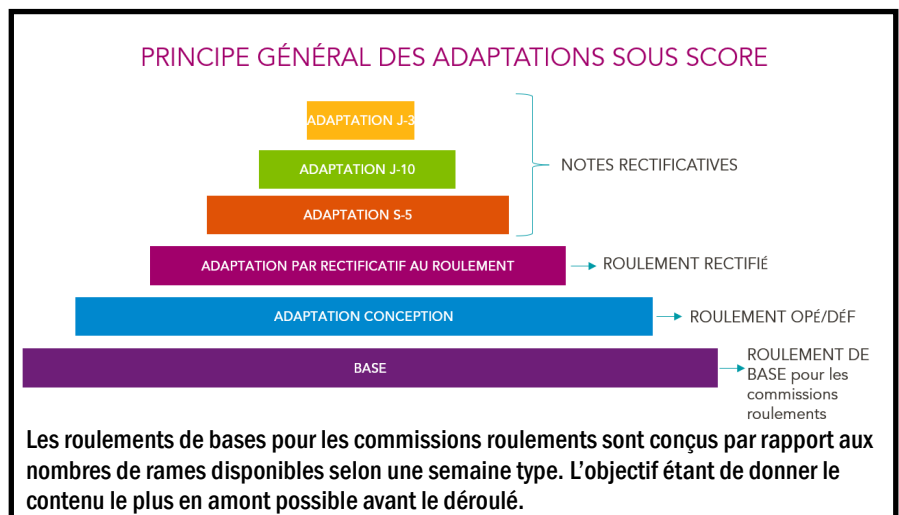 PRINCIPE GÉNÉRAL DES ADAPTATIONS SOUS SCORE
ADAPTATION J-3
ADAPTATION J-10
ADAPTATION S-5
NOTES RECTIFICATIVES
ADAPTATION PAR RECTIFICATIF AU ROULEMENT
ROULEMENT RECTIFIÉ
ADAPTATION CONCEPTION
ROULEMENT OPÉ/DÉF
BASE
ROULEMENT DE
BASE pour les
commissions
roulements
Les roulements de bases pour les commissions roulements sont conçus par rapport aux
nombres de rames disponibles selon une semaine type. L'objectif étant de donner le
contenu le plus en amont possible avant le déroulé.